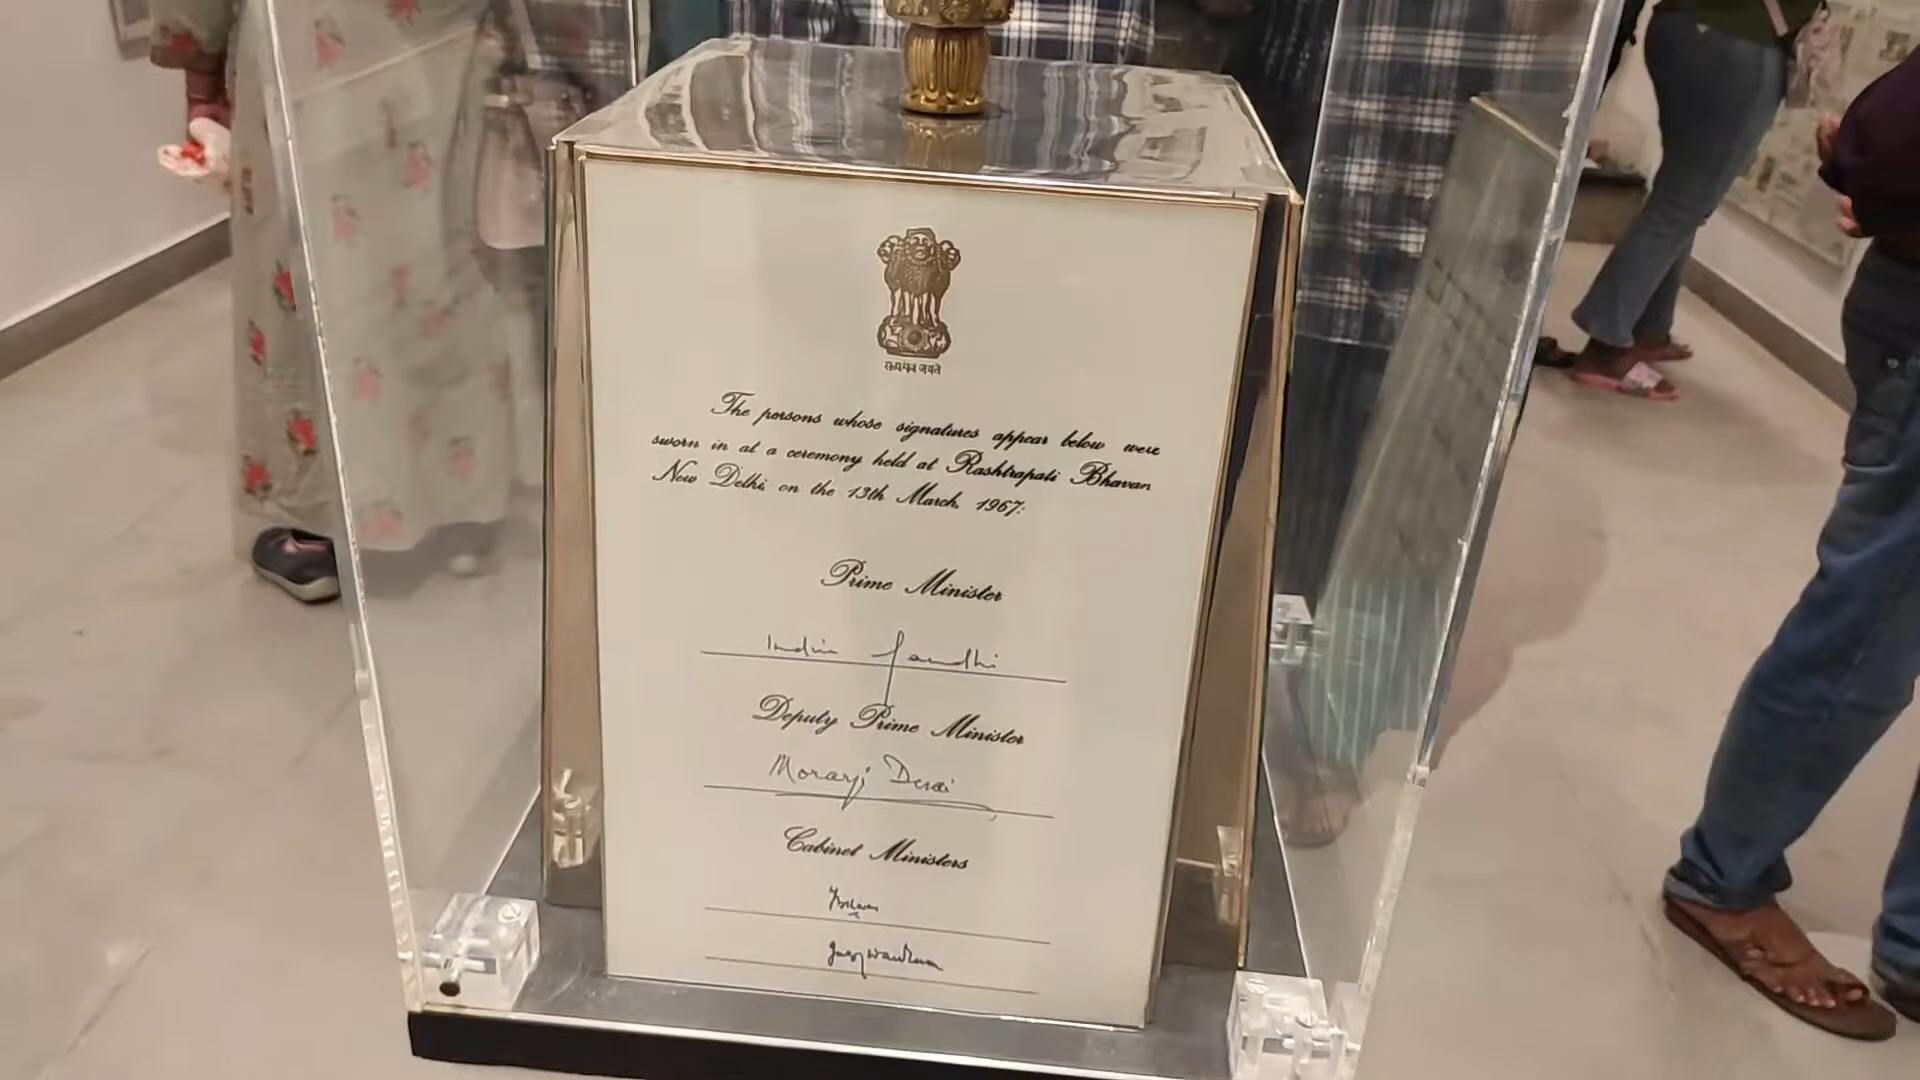 सत्यमेव जयते
The persons whose signatures appear below were
sworn in at a ceremony held at Rashtrapati Bhavan
New Delhi, on the 13th March, 1967:
Prime Minister
Indira Gandhi
Deputy Prime Minister
Morarji Desai
Cabinet Ministers